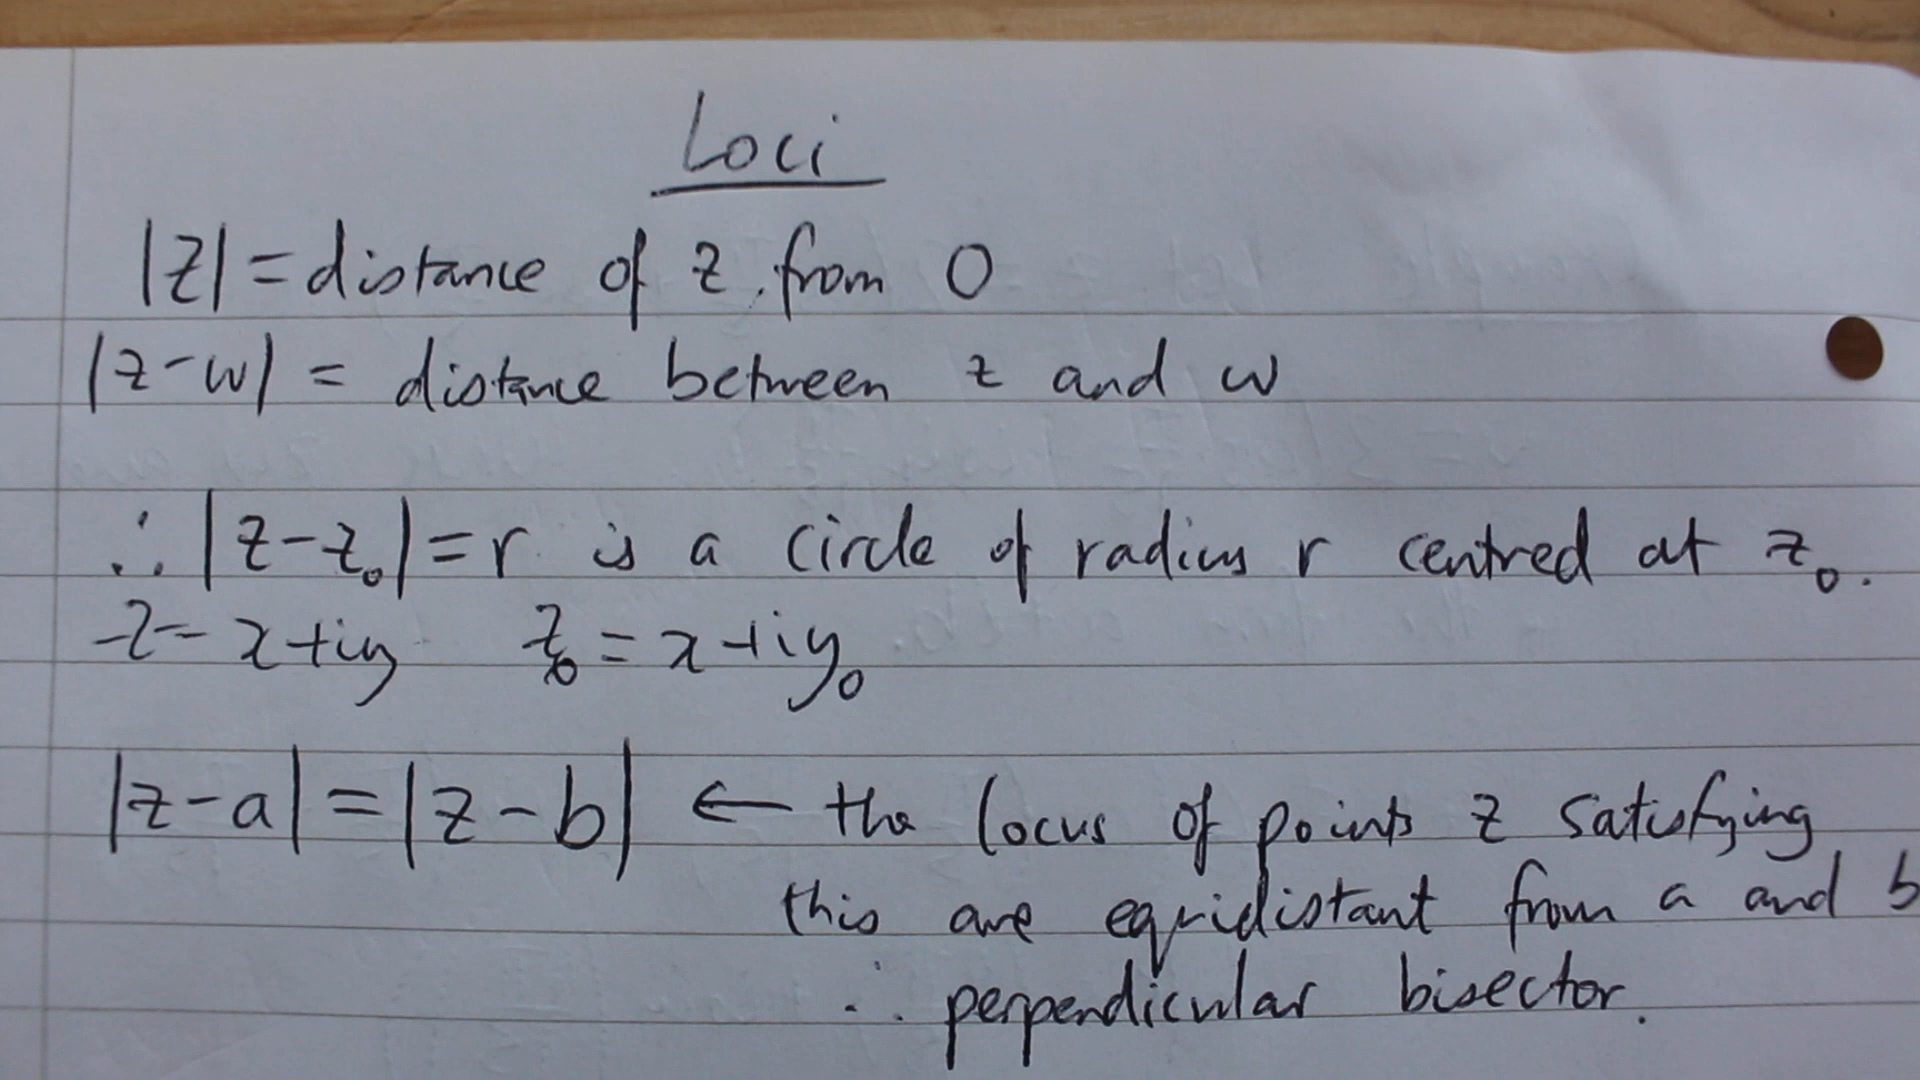 Loci
|z| = distance of z from 0
|z-w| = distance between z and w
∴ |z-z₀| = r is a circle of radius r centred at z₀.
z = x+iy z₀ = x+iy₀
|z-a| = |z-b| ← the locus of points z satisfying
this are equidistant from a and b
∴ perpendicular bisector.